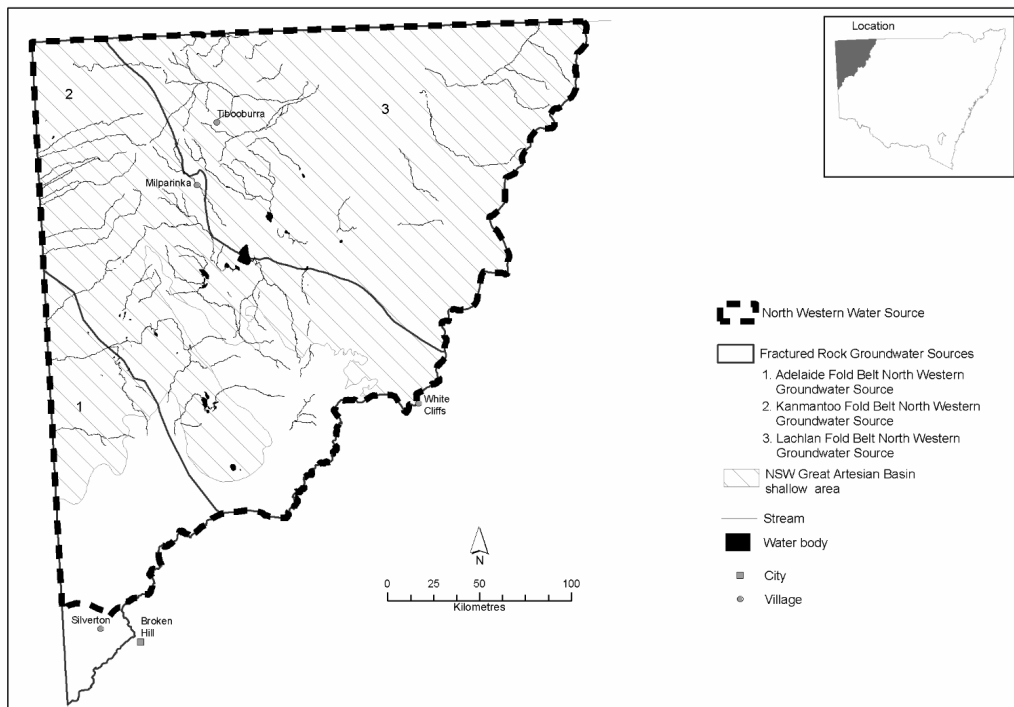 Location
2
3
Tibooburra
Milparinka
1
White
Cliffs
Silverton
Broken
Hill
N
0 25 50 100
Kilometres
North Western Water Source
Fractured Rock Groundwater Sources
1. Adelaide Fold Belt North Western
Groundwater Source
2. Kanmantoo Fold Belt North Western
Groundwater Source
3. Lachlan Fold Belt North Western
Groundwater Source
NSW Great Artesian Basin
shallow area
Stream
Water body
City
Village